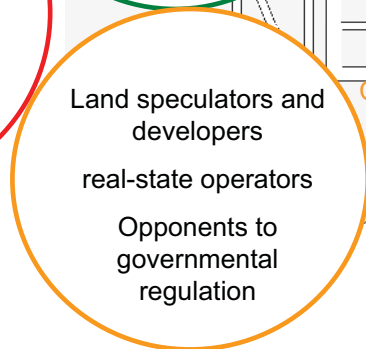 Land speculators and
developers
real-state operators
Opponents to
governmental
regulation